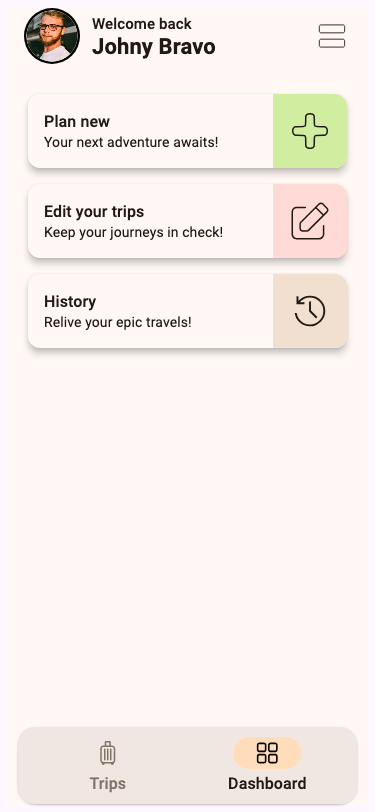 Welcome back
Johny Bravo
Plan new
Your next adventure awaits!
Edit your trips
Keep your journeys in check!
History
Relive your epic travels!
Trips
Dashboard